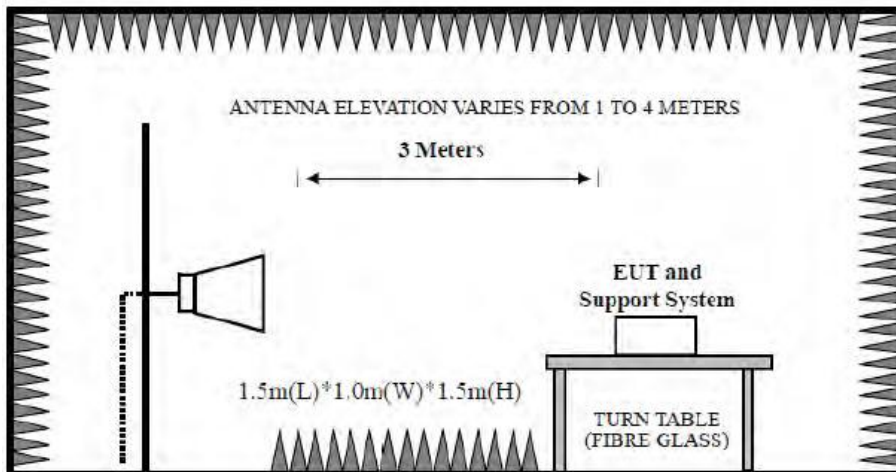 ANTENNA ELEVATION VARIES FROM 1 TO 4 METERS
3 Meters
EUT and
Support System
1.5m(L)*1.0m(W)*1.5m(H)
TURN TABLE
(FIBRE GLASS)